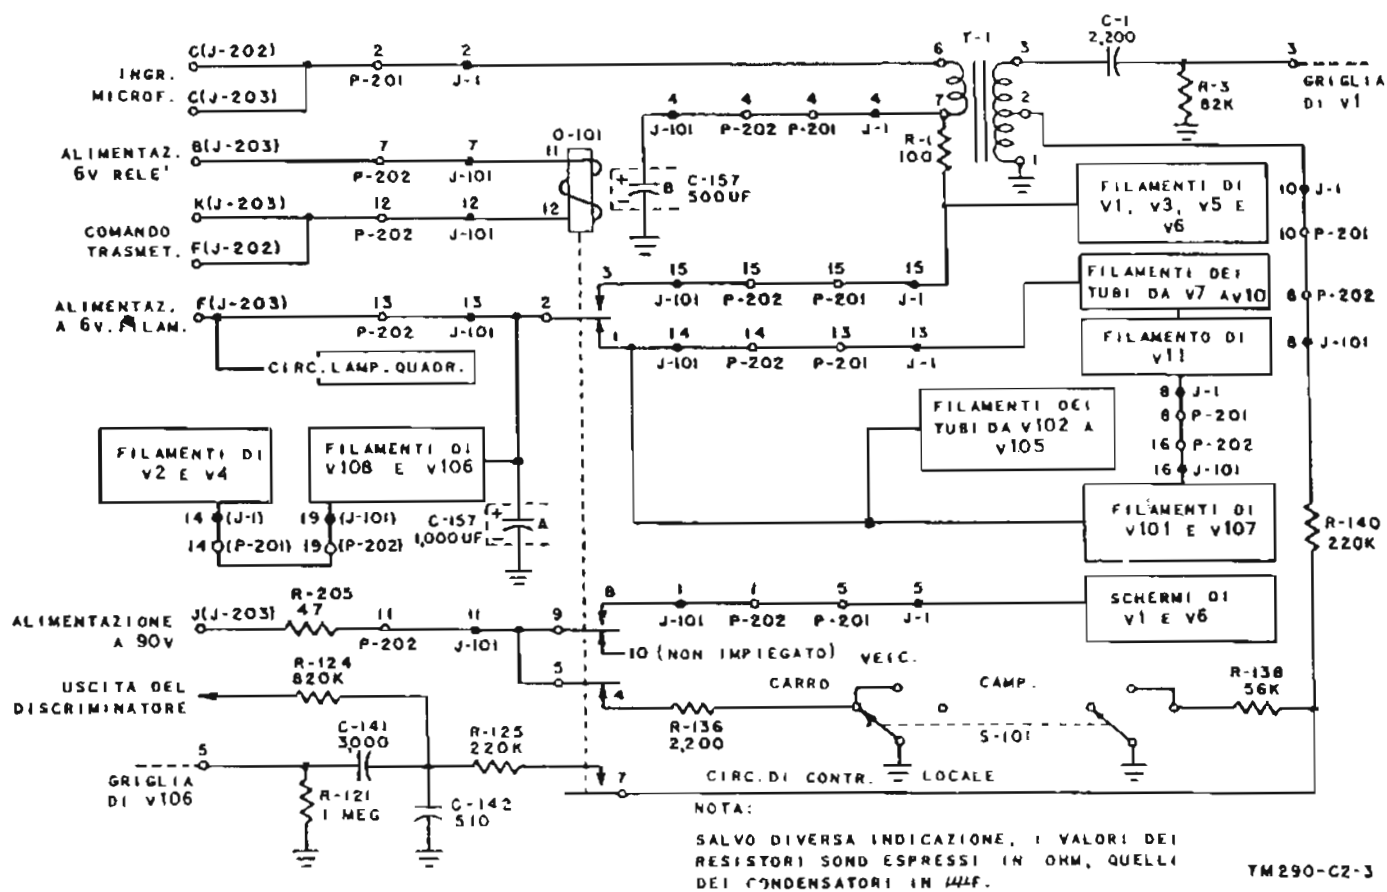 C(J-202)
INGR.
MICROF.
C(J-203)
2
P-201
2
J-1
6
T-1
3
C-1
2,200
3
GRIGLIA
DI V1
R-3
82K
ALIMENTAZ.
6V RELE'
B(J-203)
7
P-202
7
J-101
O-101
11
12
4
J-101
4
P-202
4
P-201
4
J-1
7
R-1
100
2
1
C-157
500UF
+
B
-
COMANDO
TRASMET.
K(J-203)
F(J-202)
12
P-202
12
J-101
FILAMENTI DI
V1, V3, V5 E
V6
10 J-1
10 P-201
ALIMENTAZ.
A 6V. FILAM.
F(J-203)
13
P-202
13
J-101
2
3
1
15
J-101
15
P-202
15
P-201
15
J-1
14
J-101
14
P-202
13
P-201
13
J-1
FILAMENTI DEI
TUBI DA V7 A V10
6 P-202
8 J-101
FILAMENTO DI
V11
CIRC. LAMP. QUADR.
8 J-1
8 P-201
16 P-202
16 J-101
FILAMENTI DEI
TUBI DA V102 A
V105
FILAMENTI DI
V2 E V4
FILAMENTI DI
V108 E V106
14 (J-1)
14 (P-201)
19 (J-101)
19 (P-202)
C-157
1,000UF
+
A
-
FILAMENTI DI
V101 E V107
R-140
220K
ALIMENTAZIONE
A 90V
J(J-203)
R-205
47
11
P-202
11
J-101
9
8
1
J-101
1
P-202
5
P-201
5
J-1
SCHERMI DI
V1 E V6
10 (NON IMPIEGATO)
VEIC.
5
4
CARRO
CAMP.
R-138
56K
USCITA DEL
DISCRIMINATORE
R-124
820K
R-136
2,200
S-101
5
GRIGLIA
DI V106
C-141
3,000
R-125
220K
R-121
1 MEG
C-142
510
7
CIRC. DI CONTR. LOCALE
NOTA:
SALVO DIVERSA INDICAZIONE, I VALORI DEI
RESISTORI SONO ESPRESSI IN OHM, QUELLI
DEI CONDENSATORI IN µµF.
TM290-C2-3